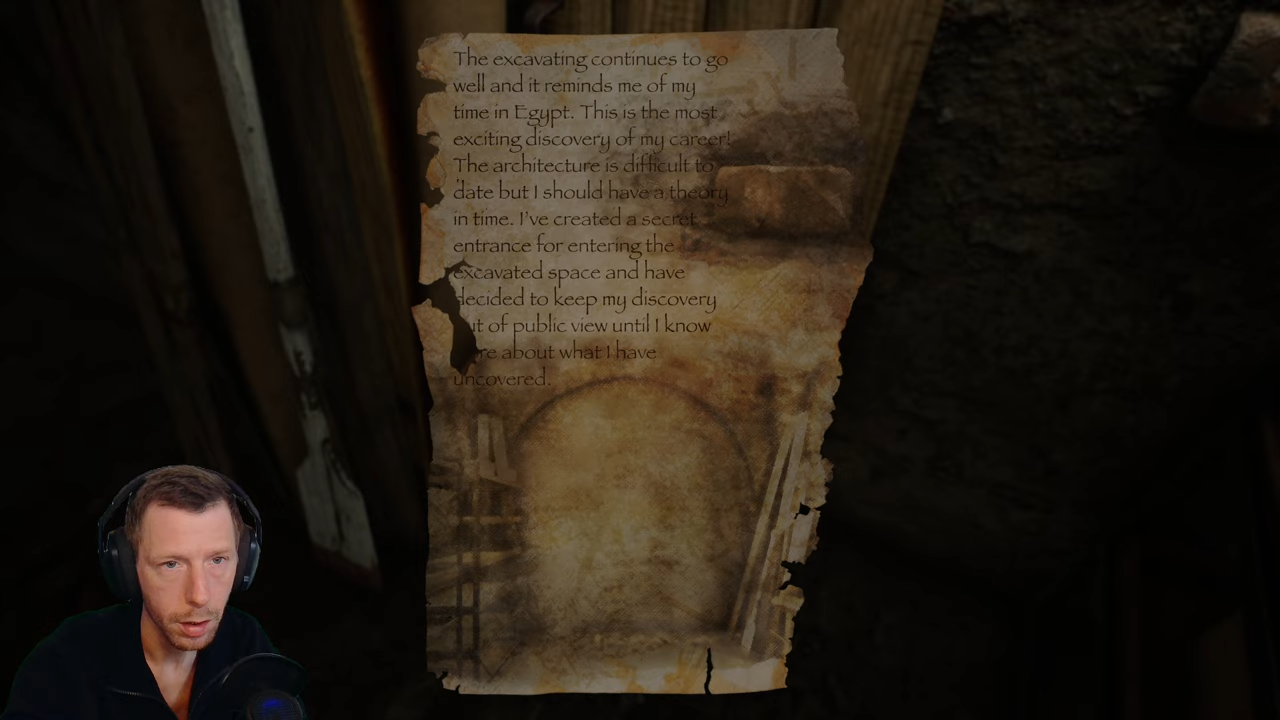 The excavating continues to go
well and it reminds me of my
time in Egypt. This is the most
exciting discovery of my career!
The architecture is difficult to
date but I should have a theory
in time. I've created a secret
entrance for entering the
excavated space and have
decided to keep my discovery
ut of public view until I know
re about what I have
uncovered.